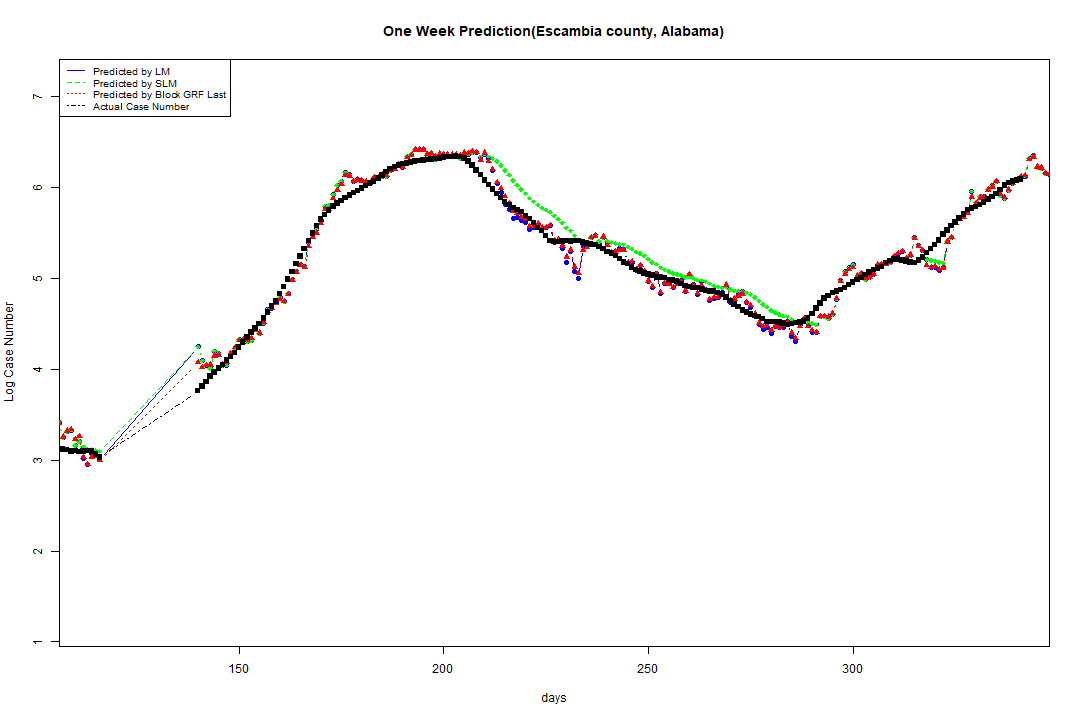 One Week Prediction(Escambia county, Alabama)
Predicted by LM
Predicted by SLM
Predicted by Block GRF Last
Actual Case Number
7
6
5
4
3
2
1
Log Case Number
150 200 250 300
days